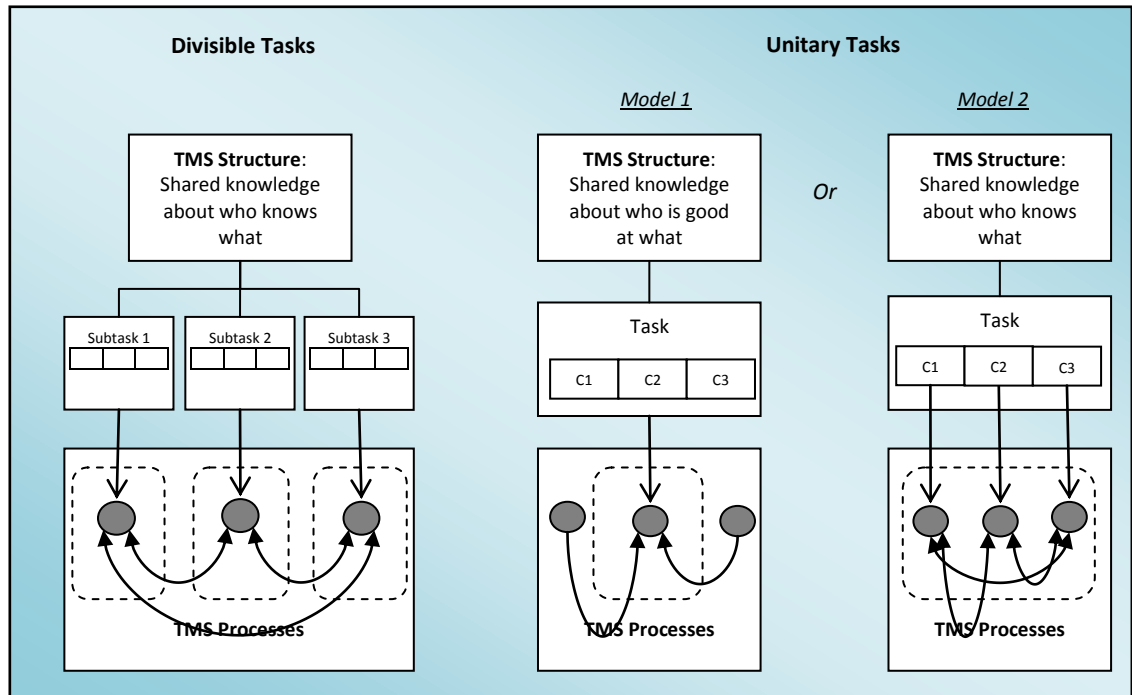 Divisible Tasks
Unitary Tasks
Model 1
Model 2
TMS Structure:
Shared knowledge
about who knows
what
TMS Structure:
Shared knowledge
about who is good
at what
Or
TMS Structure:
Shared knowledge
about who knows
what
Subtask 1
Subtask 2
Subtask 3
Task
C1
C2
C3
Task
C1
C2
C3
TMS Processes
TMS Processes
TMS Processes